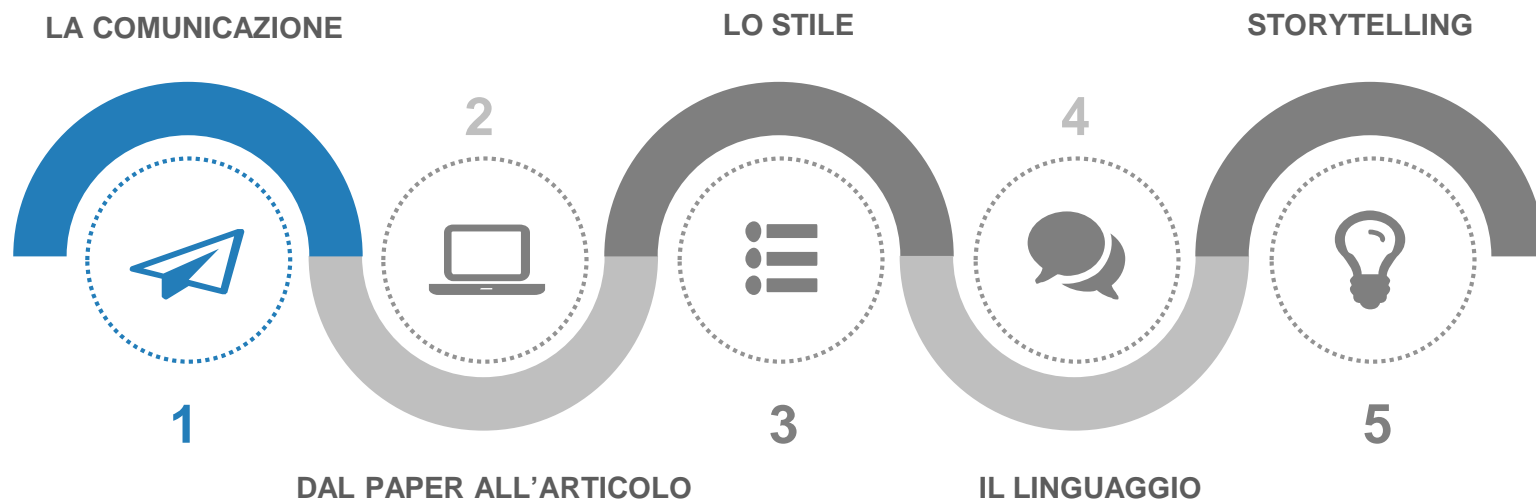 LA COMUNICAZIONE
LO STILE
STORYTELLING
2
4
1
3
5
DAL PAPER ALL’ARTICOLO
IL LINGUAGGIO